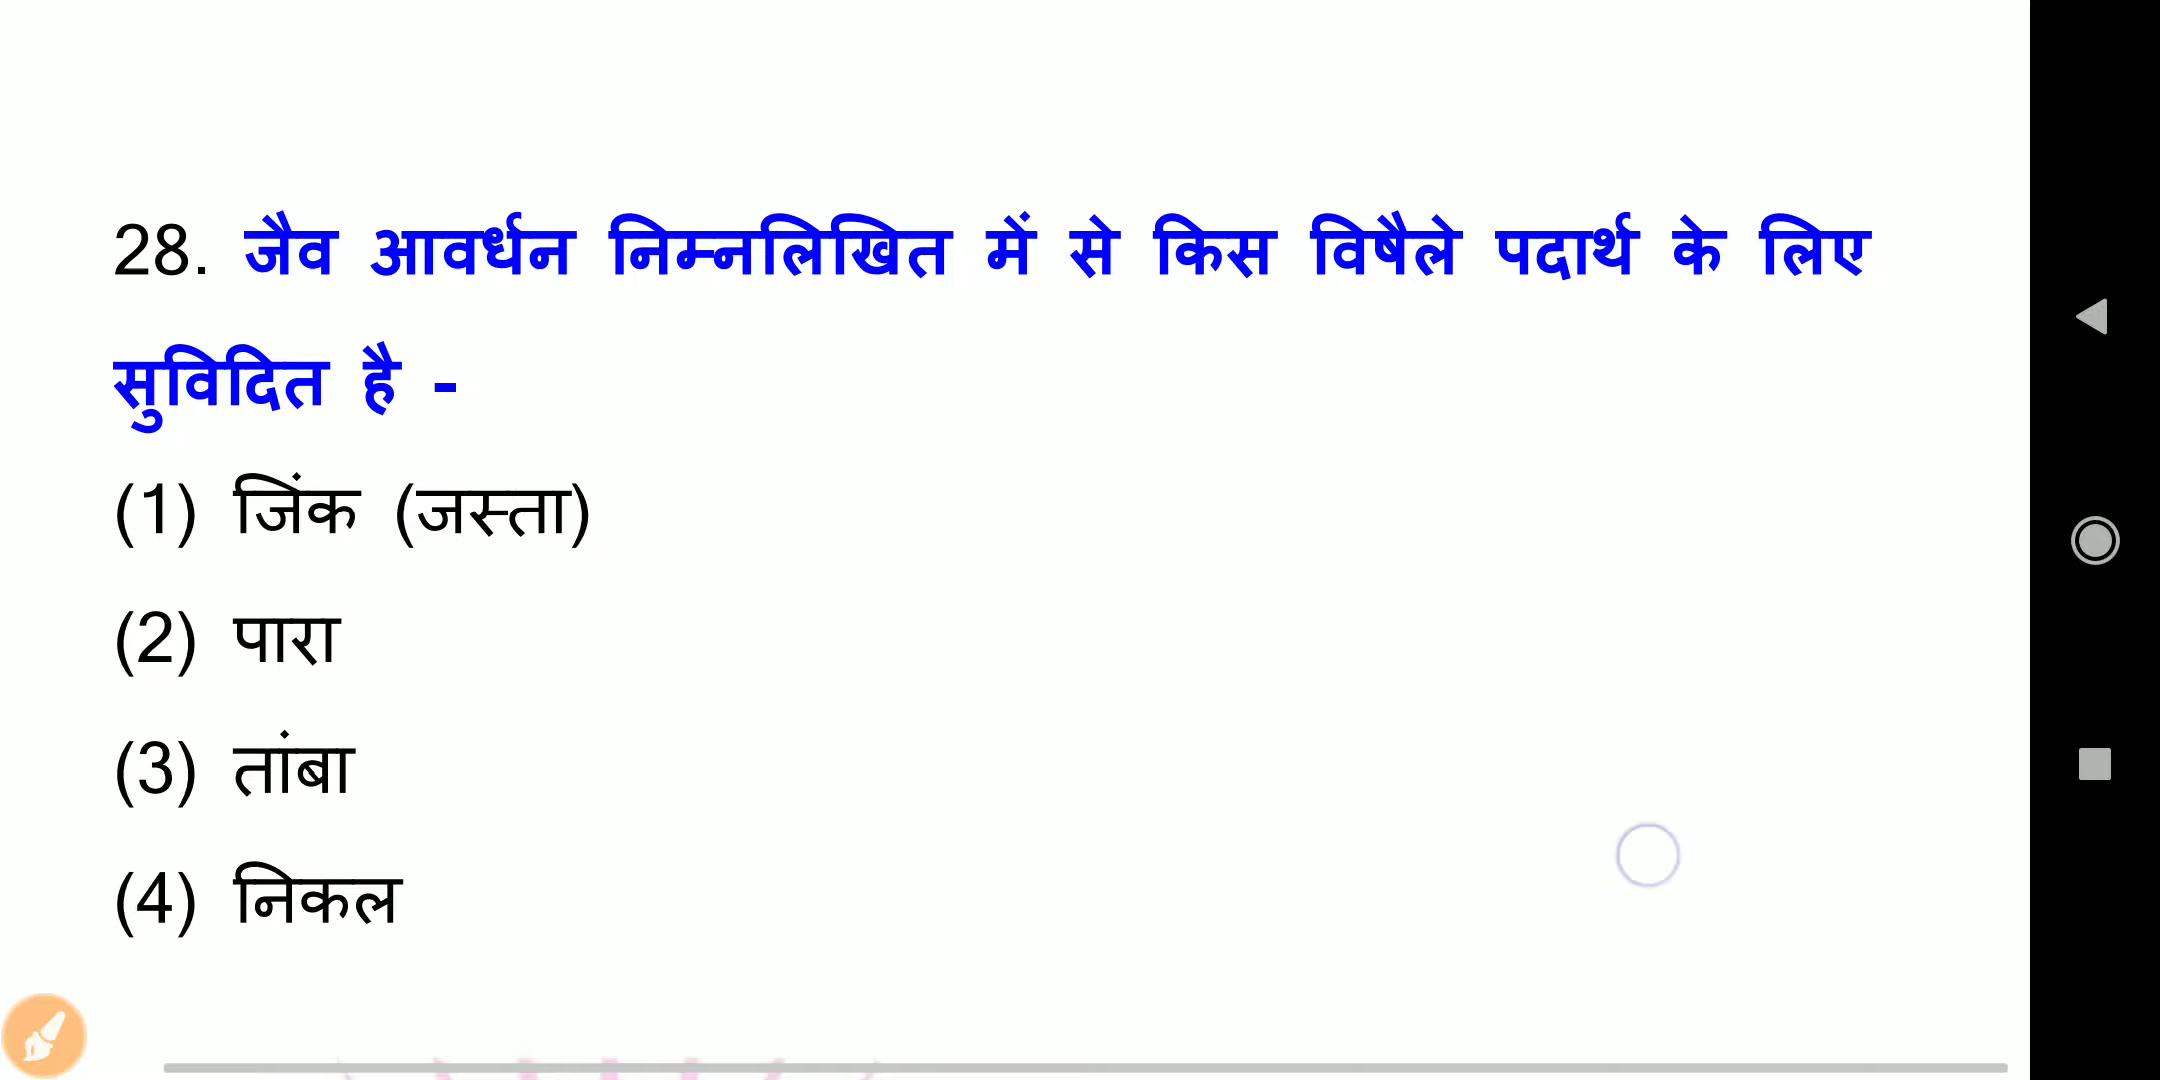 28. जैव आवर्धन निम्नलिखित में से किस विषैले पदार्थ के लिए
सुविदित है -
(1) जिंक (जस्ता)
(2) पारा
(3) तांबा
(4) निकल